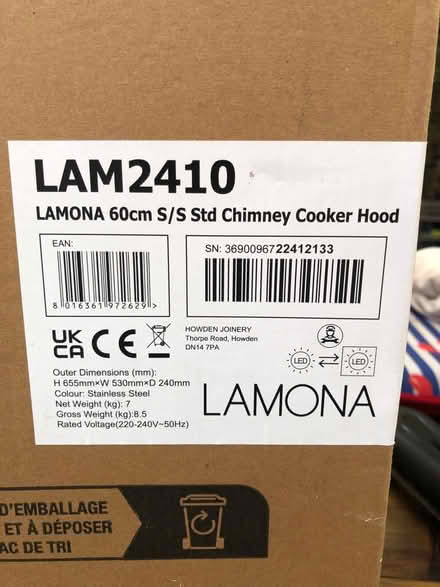 LAM2410
LAMONA 60cm S/S Std Chimney Cooker Hood
EAN:
8 016361 972629 >
SN: 3690096722412133
UK
CA
CE
HOWDEN JOINERY
Thorpe Road, Howden
DN14 7PA
LED
LED
Outer Dimensions (mm):
H 655mm×W 530mm×D 240mm
Colour: Stainless Steel
Net Weight (kg): 7
Gross Weight (kg):8.5
Rated Voltage(220-240V~50Hz)
LAMONA
D'EMBALLAGE
ET À DÉPOSER
AC DE TRI